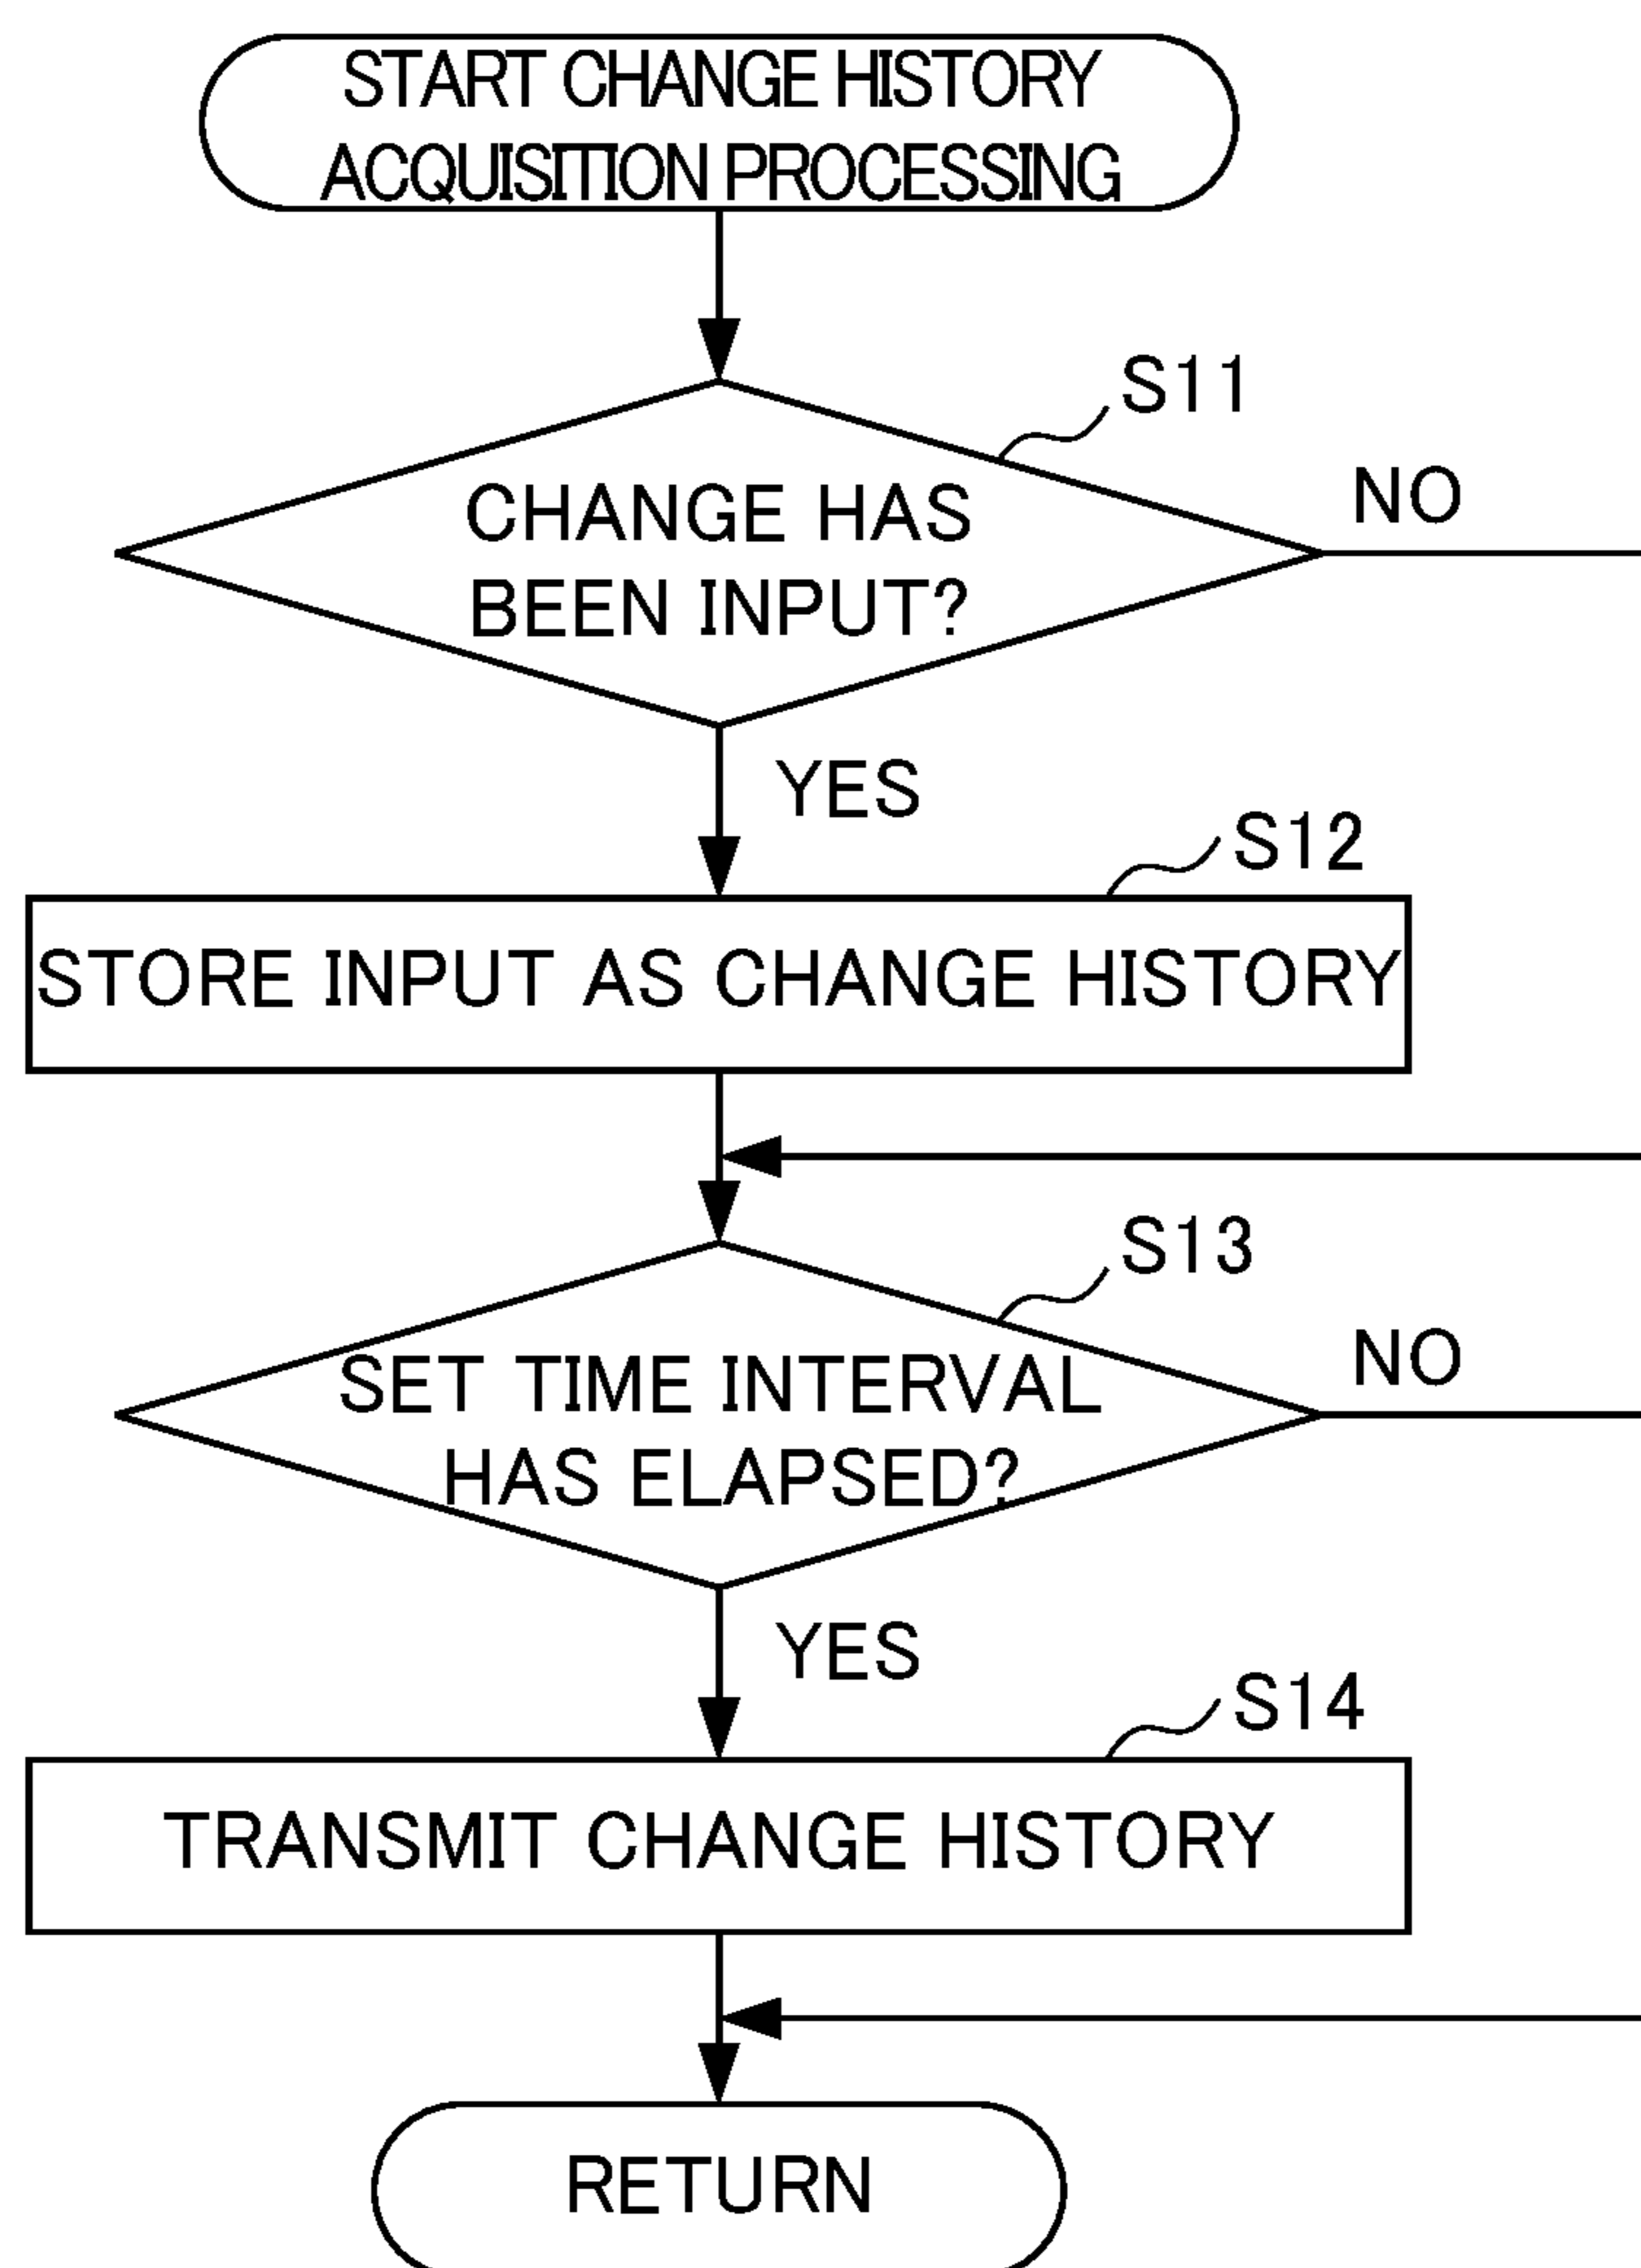 START CHANGE HISTORY
ACQUISITION PROCESSING
S11
CHANGE HAS
BEEN INPUT?
NO
YES
S12
STORE INPUT AS CHANGE HISTORY
S13
SET TIME INTERVAL
HAS ELAPSED?
NO
YES
S14
TRANSMIT CHANGE HISTORY
RETURN